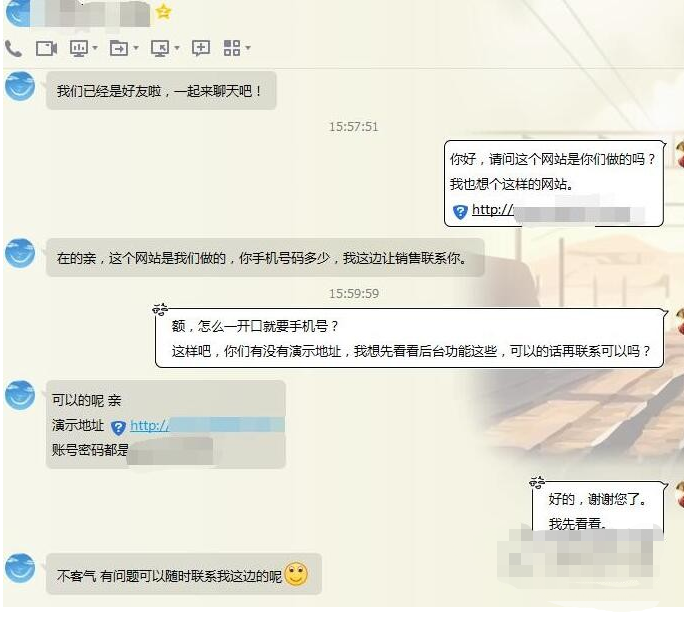 我们已经是好友啦，一起来聊天吧！
15:57:51
你好，请问这个网站是你们做的吗？
我也想个这样的网站。
http://
在的亲，这个网站是我们做的，你手机号码多少，我这边让销售联系你。
15:59:59
额，怎么一开口就要手机号？
这样吧，你们有没有演示地址，我想先看看后台功能这些，可以的话再联系可以吗？
可以的呢 亲
演示地址 http://
账号密码都是
好的，谢谢您了。
我先看看。
不客气 有问题可以随时联系我这边的呢